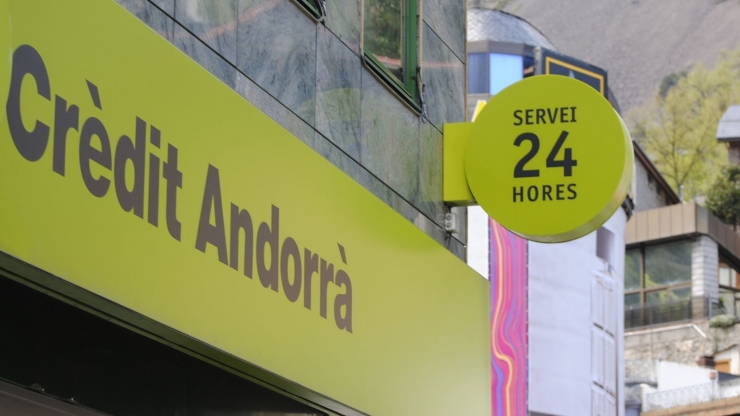 Crèdit Andorrà
SERVEI
24
HORES